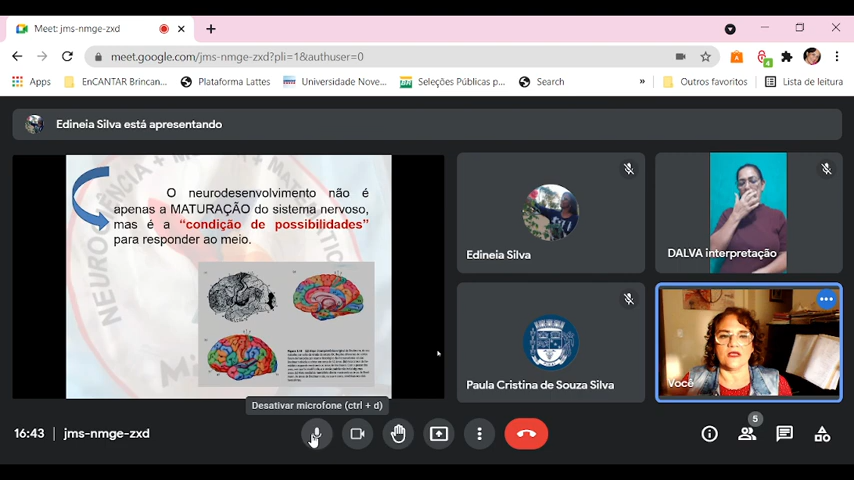 Meet: jms-nmge-zxd
meet.google.com/jms-nmge-zxd?pli=1&authuser=0
Apps
EnCANTAR Brincan...
Plataforma Lattes
Universidade Nove...
Seleções Públicas p...
Search
»
Outros favoritos
Lista de leitura
Edineia Silva está apresentando
O neurodesenvolvimento não é
apenas a MATURAÇÃO do sistema nervoso,
mas é a “condição de possibilidades”
para responder ao meio.
Edineia Silva
DALVA interpretação
Paula Cristina de Souza Silva
Você
Desativar microfone (ctrl + d)
16:43 | jms-nmge-zxd
5